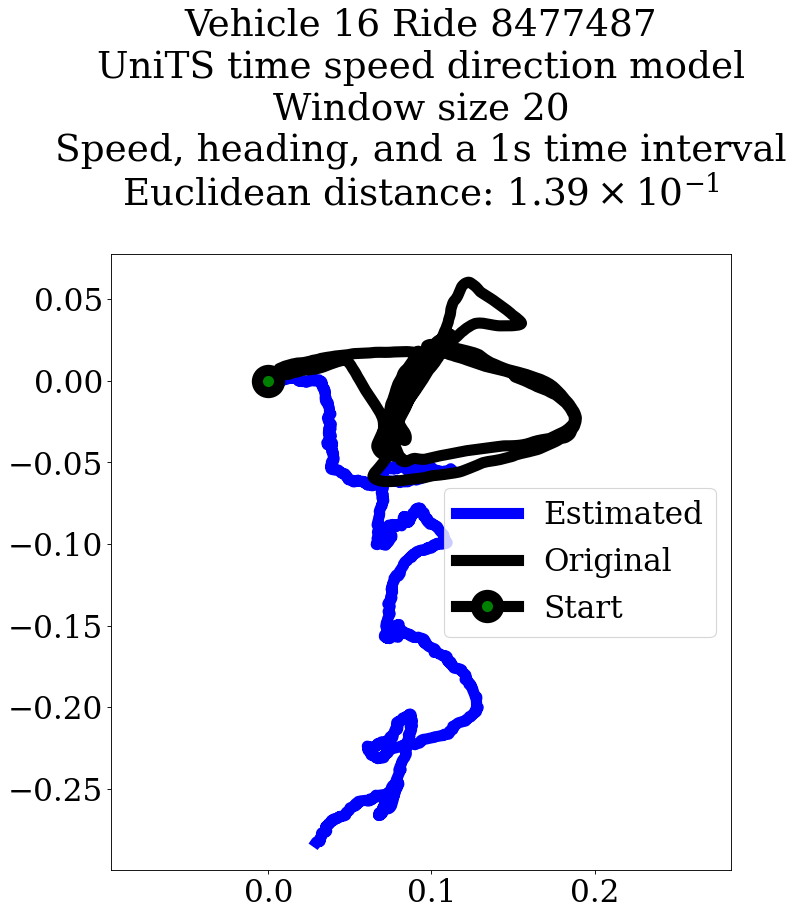 Vehicle 16 Ride 8477487
UniTS time speed direction model
Window size 20
Speed, heading, and a 1s time interval
Euclidean distance: 1.39 × 10⁻¹
0.05
0.00
−0.05
−0.10
−0.15
−0.20
−0.25
Estimated
Original
Start
0.0 0.1 0.2